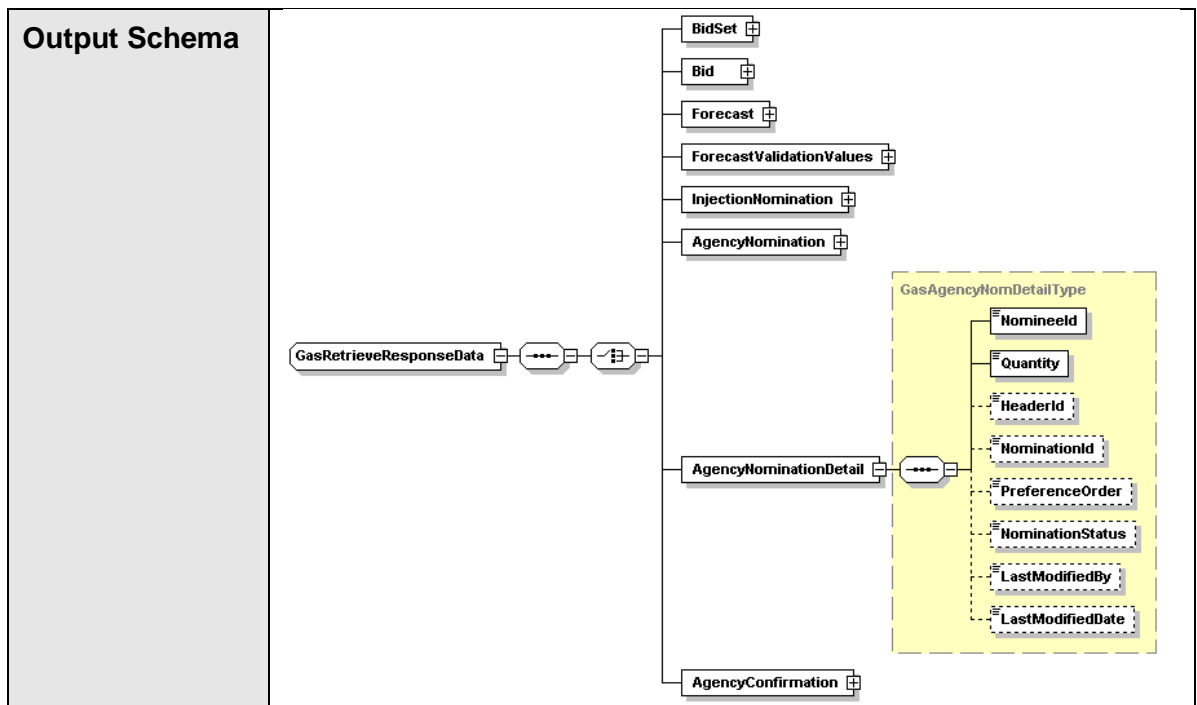 Output Schema
BidSet
Bid
Forecast
ForecastValidationValues
InjectionNomination
AgencyNomination
GasAgencyNomDetailType
NomineeId
Quantity
GasRetrieveResponseData
HeaderId
NominationId
AgencyNominationDetail
PreferenceOrder
NominationStatus
LastModifiedBy
LastModifiedDate
AgencyConfirmation